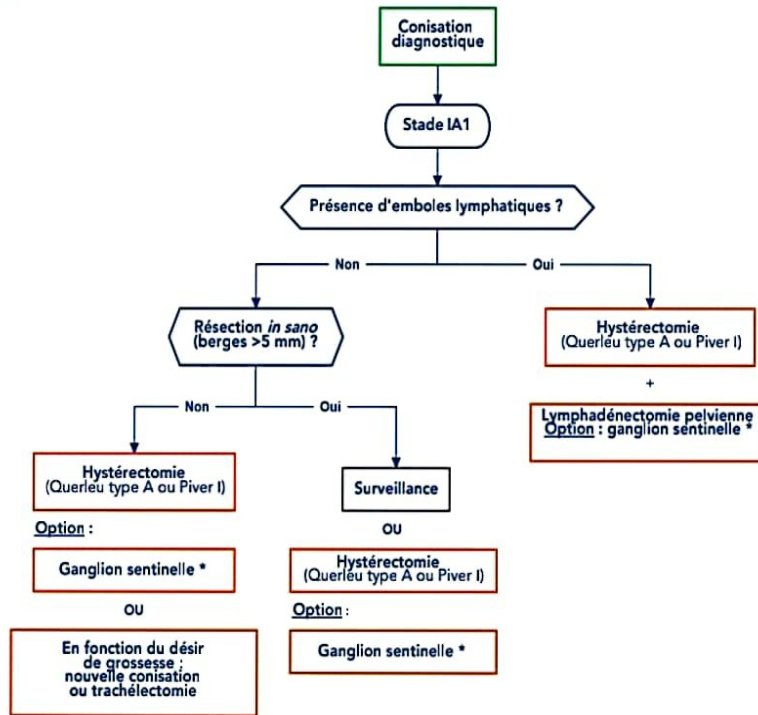 Conisation
diagnostique
Stade IA1
Présence d'emboles lymphatiques ?
Non
Oui
Résection in sano
(berges >5 mm) ?
Hystérectomie
(Querleu type A ou Piver I)
+
Lymphadénectomie pelvienne
Option : ganglion sentinelle *
Non
Oui
Hystérectomie
(Querleu type A ou Piver I)
Option :
Ganglion sentinelle *
OU
En fonction du désir
de grossesse :
nouvelle conisation
ou trachélectomie
Surveillance
OU
Hystérectomie
(Querleu type A ou Piver I)
Option :
Ganglion sentinelle *